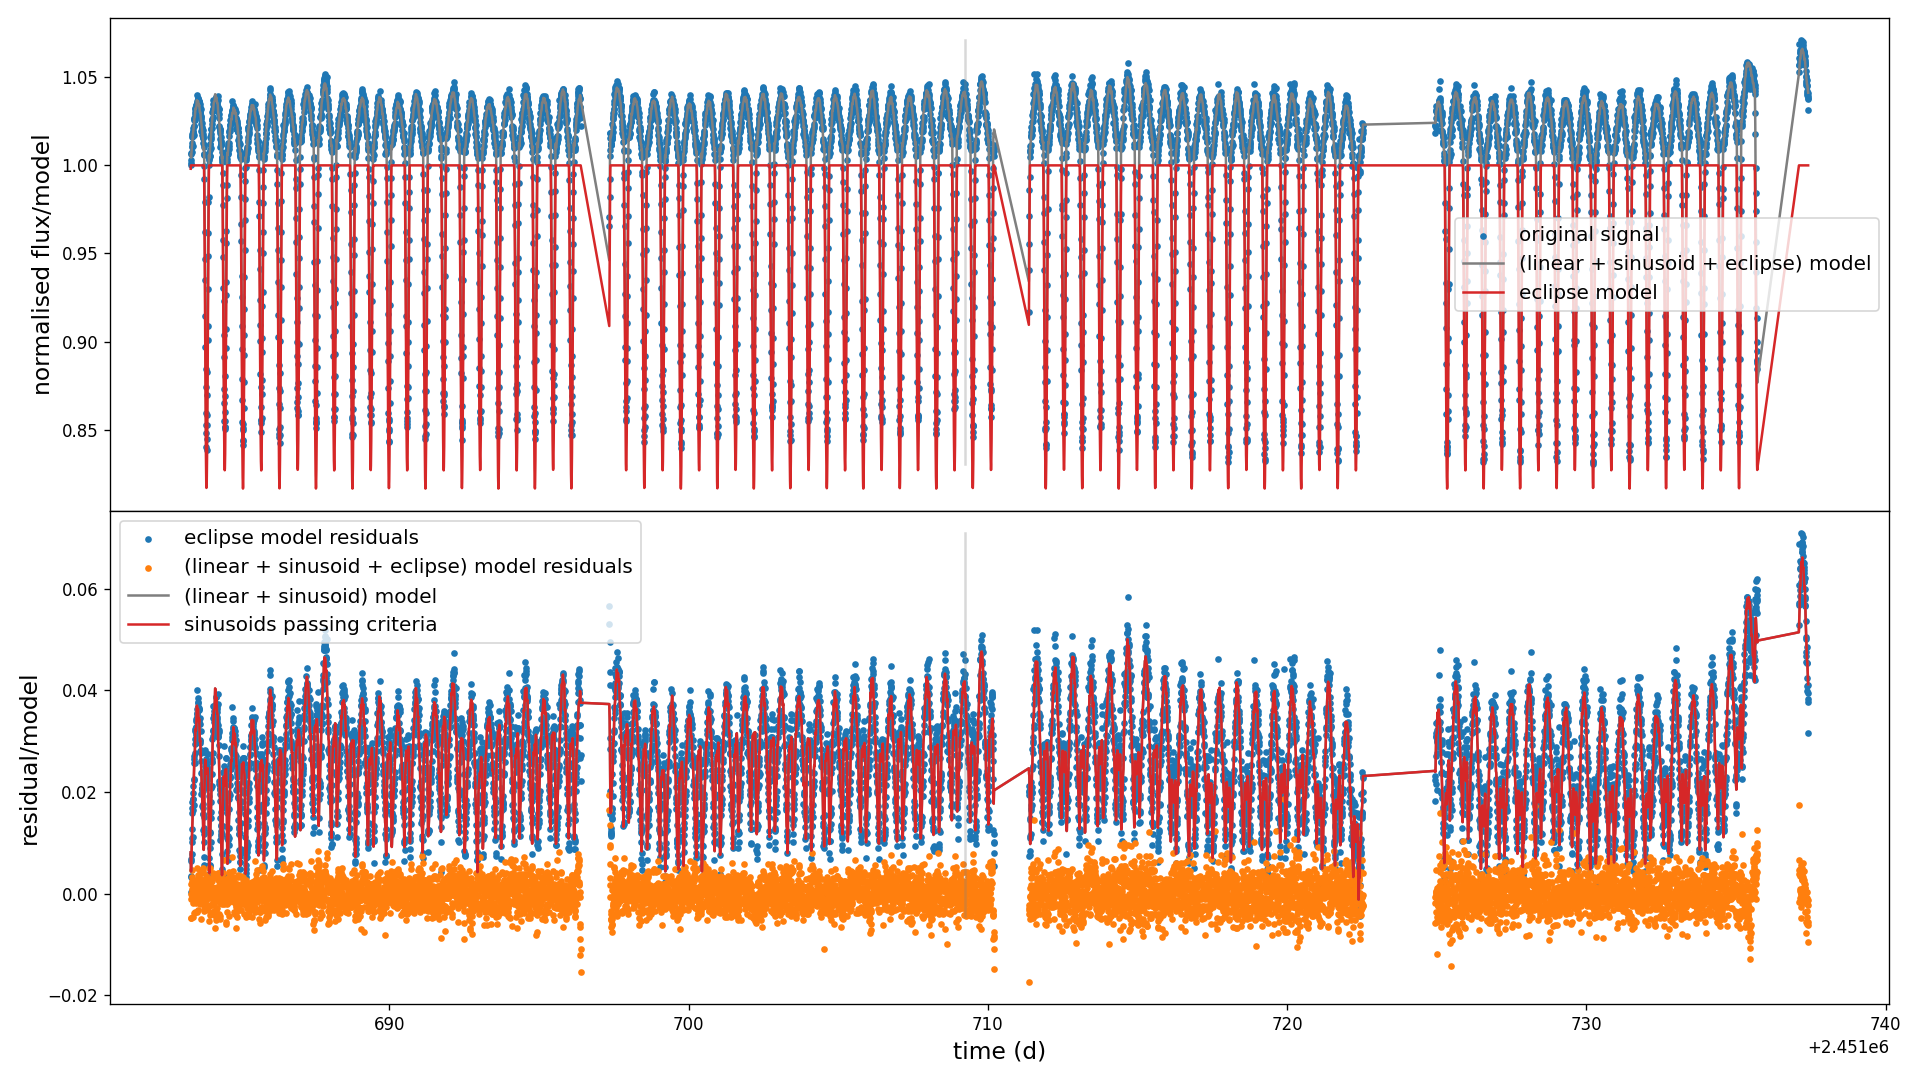 normalised flux/model
1.05
1.00
0.95
0.90
0.85
original signal
(linear + sinusoid + eclipse) model
eclipse model
residual/model
0.06
0.04
0.02
0.00
−0.02
eclipse model residuals
(linear + sinusoid + eclipse) model residuals
(linear + sinusoid) model
sinusoids passing criteria
690
700
710
720
730
740
time (d)
+2.451e6